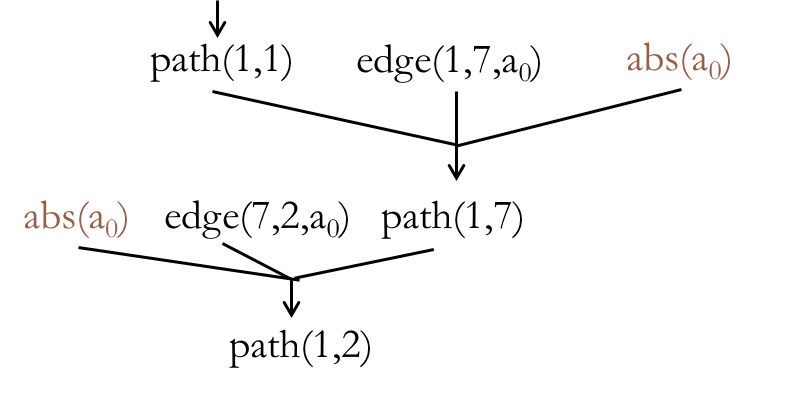 path(1,1) edge(1,7,a₀) abs(a₀)
abs(a₀) edge(7,2,a₀) path(1,7)
path(1,2)